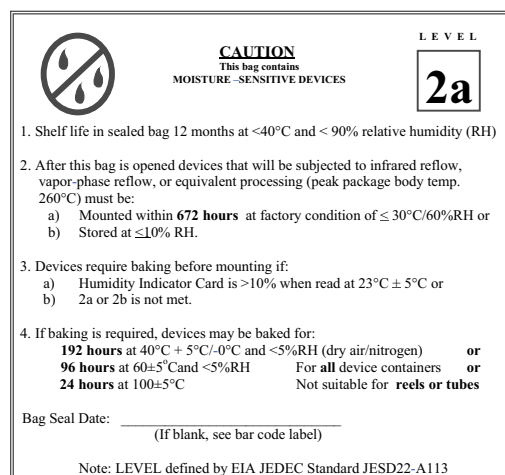 LEVEL
CAUTION
This bag contains
MOISTURE –SENSITIVE DEVICES
2a
1. Shelf life in sealed bag 12 months at <40°C and < 90% relative humidity (RH)
2. After this bag is opened devices that will be subjected to infrared reflow,
vapor-phase reflow, or equivalent processing (peak package body temp.
260°C) must be:
a) Mounted within 672 hours at factory condition of ≤ 30°C/60%RH or
b) Stored at ≤10% RH.
3. Devices require baking before mounting if:
a) Humidity Indicator Card is >10% when read at 23°C ± 5°C or
b) 2a or 2b is not met.
4. If baking is required, devices may be baked for:
192 hours at 40°C + 5°C/-0°C and <5%RH (dry air/nitrogen) or
96 hours at 60±5°Cand <5%RH For all device containers or
24 hours at 100±5°C Not suitable for reels or tubes
Bag Seal Date: ______________________________
(If blank, see bar code label)
Note: LEVEL defined by EIA JEDEC Standard JESD22-A113